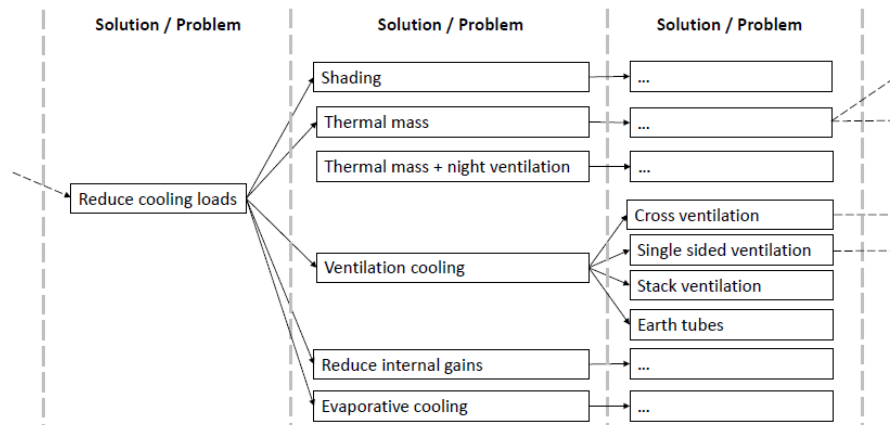 Solution / Problem
Solution / Problem
Solution / Problem
Shading
...
Thermal mass
...
Thermal mass + night ventilation
...
Reduce cooling loads
Cross ventilation
Single sided ventilation
Ventilation cooling
Stack ventilation
Earth tubes
Reduce internal gains
...
Evaporative cooling
...